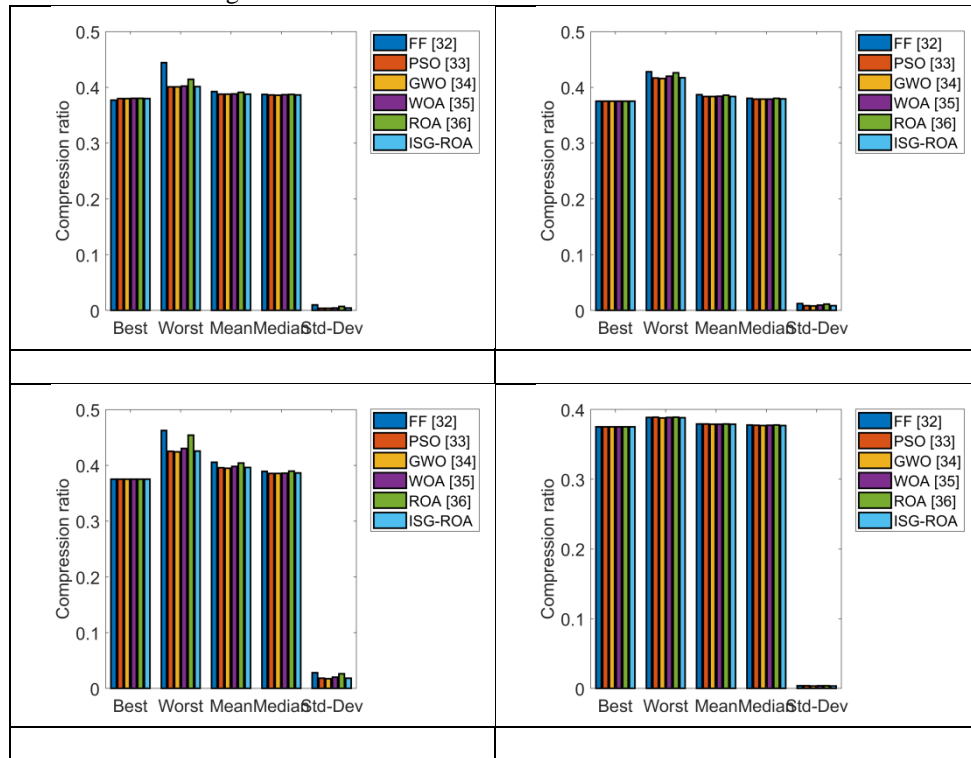 0.5
0.4
0.3
0.2
0.1
0
Compression ratio
Best Worst Mean Median Std-Dev
FF [32]
PSO [33]
GWO [34]
WOA [35]
ROA [36]
ISG-ROA
0.5
0.4
0.3
0.2
0.1
0
Compression ratio
Best Worst Mean Median Std-Dev
FF [32]
PSO [33]
GWO [34]
WOA [35]
ROA [36]
ISG-ROA
0.5
0.4
0.3
0.2
0.1
0
Compression ratio
Best Worst Mean Median Std-Dev
FF [32]
PSO [33]
GWO [34]
WOA [35]
ROA [36]
ISG-ROA
0.4
0.3
0.2
0.1
0
Compression ratio
Best Worst Mean Median Std-Dev
FF [32]
PSO [33]
GWO [34]
WOA [35]
ROA [36]
ISG-ROA